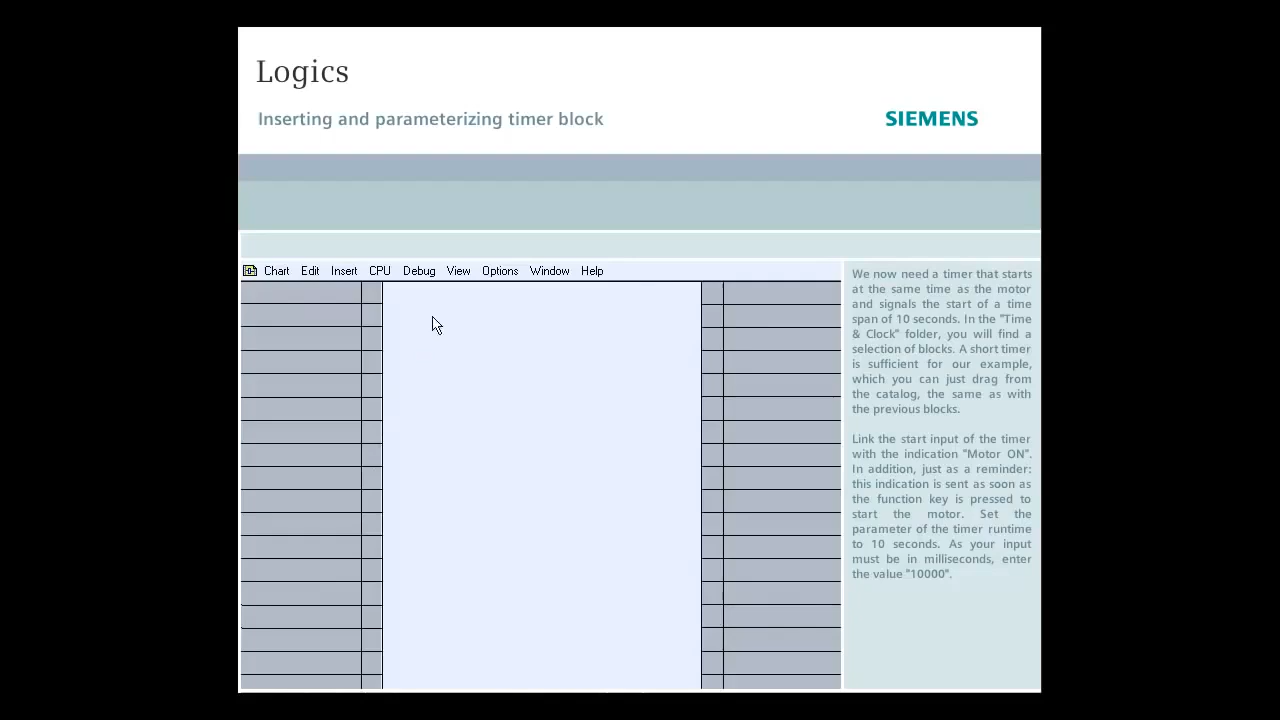 Logics
Inserting and parameterizing timer block
SIEMENS
Chart Edit Insert CPU Debug View Options Window Help
We now need a timer that starts
at the same time as the motor
and signals the start of a time
span of 10 seconds. In the "Time
& Clock" folder, you will find a
selection of blocks. A short timer
is sufficient for our example,
which you can just drag from
the catalog, the same as with
the previous blocks.
Link the start input of the timer
with the indication "Motor ON".
In addition, just as a reminder:
this indication is sent as soon as
the function key is pressed to
start the motor. Set the
parameter of the timer runtime
to 10 seconds. As your input
must be in milliseconds, enter
the value "10000".